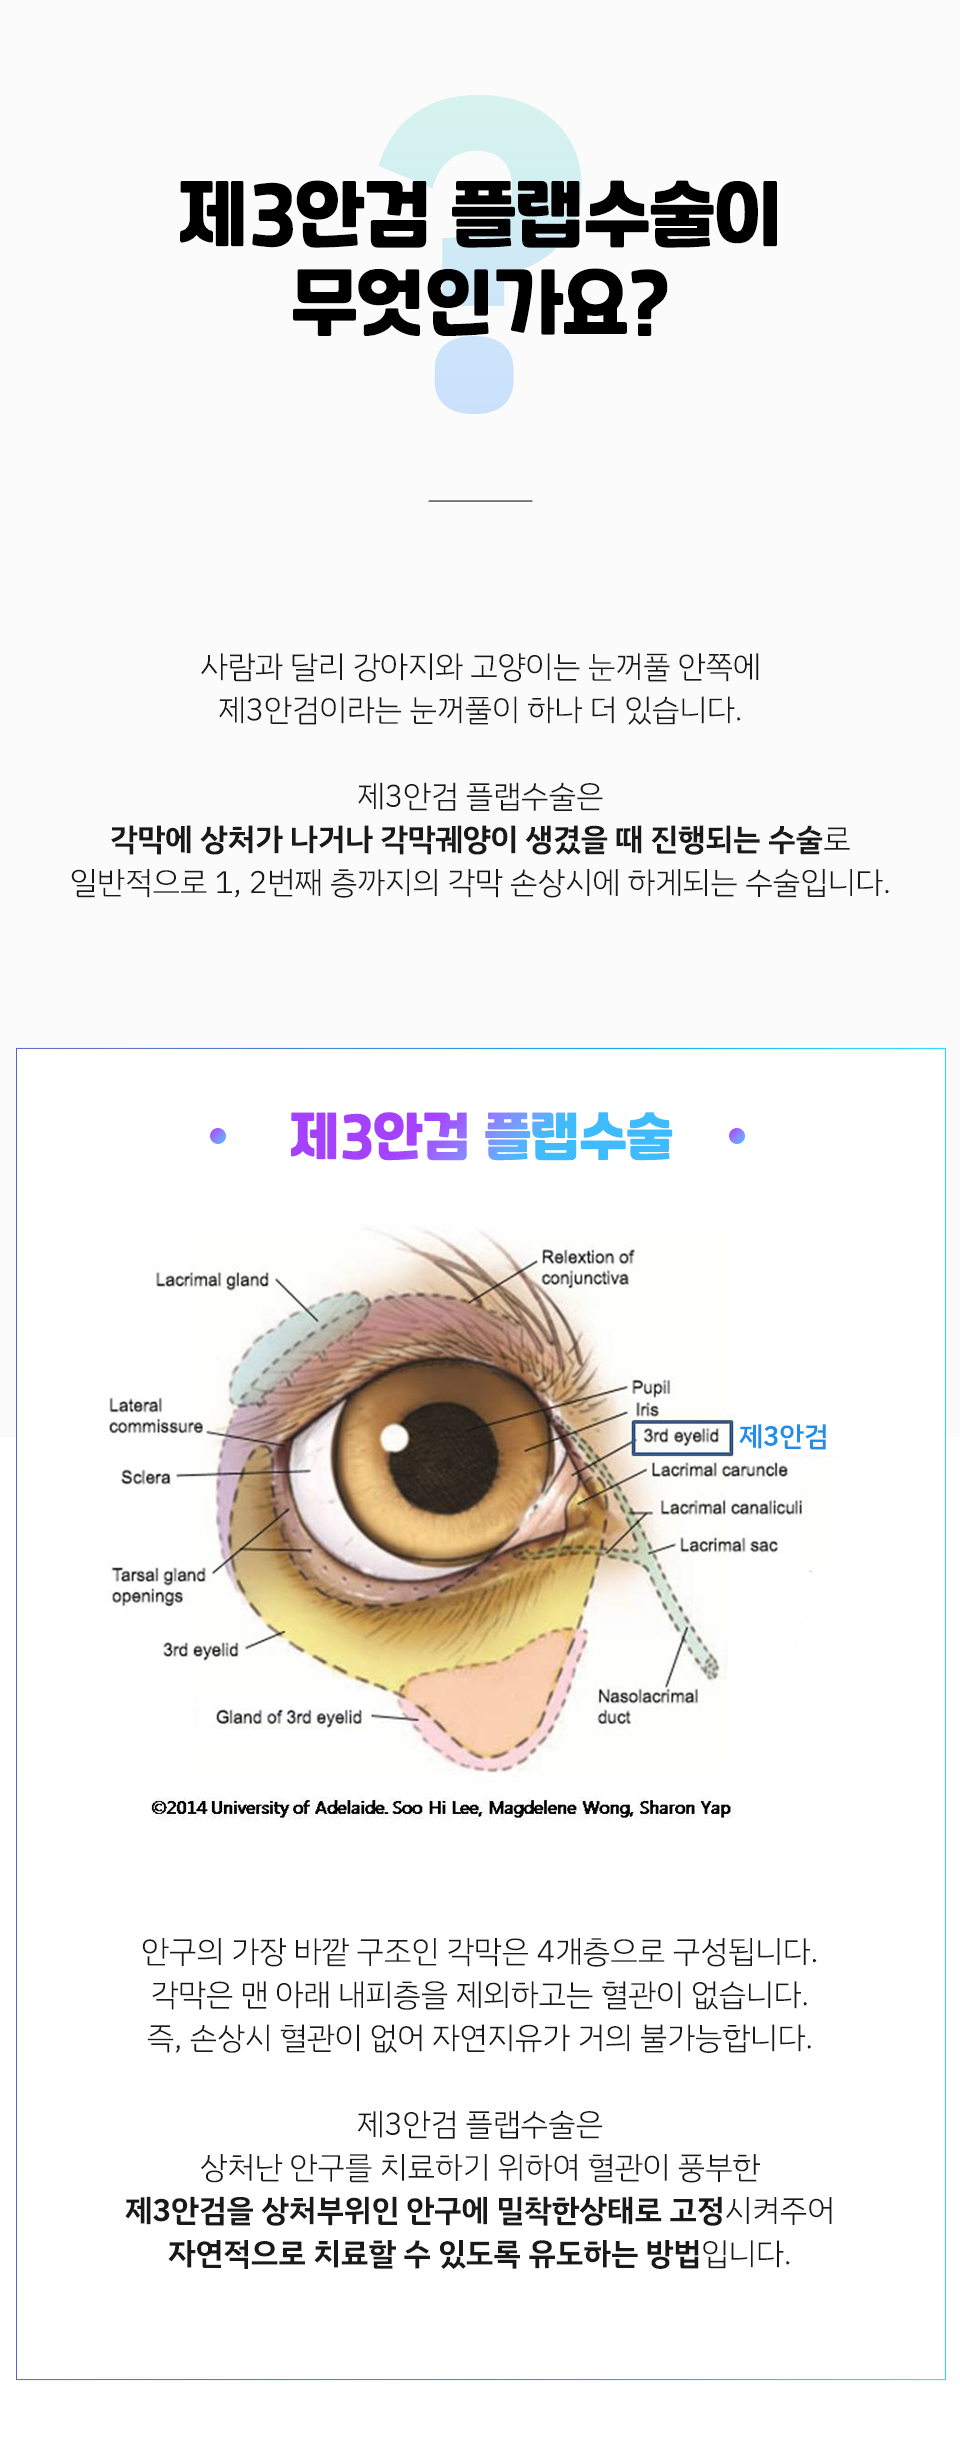 제3안검 플랩수술이
무엇인가요?
사람과 달리 강아지와 고양이는 눈꺼풀 안쪽에
제3안검이라는 눈꺼풀이 하나 더 있습니다.
제3안검 플랩수술은
각막에 상처가 나거나 각막궤양이 생겼을 때 진행되는 수술로
일반적으로 1, 2번째 층까지의 각막 손상시에 하게되는 수술입니다.
제3안검 플랩수술
Relextion of
conjunctiva
Lacrimal gland
Pupil
Iris
Lateral
commissure
3rd eyelid 제3안검
Sclera
Lacrimal caruncle
Lacrimal canaliculi
Lacrimal sac
Tarsal gland
openings
3rd eyelid
Nasolacrimal
duct
Gland of 3rd eyelid
©2014 University of Adelaide. Soo Hi Lee, Magdelene Wong, Sharon Yap
안구의 가장 바깥 구조인 각막은 4개층으로 구성됩니다.
각막은 맨 아래 내피층을 제외하고는 혈관이 없습니다.
즉, 손상시 혈관이 없어 자연지유가 거의 불가능합니다.
제3안검 플랩수술은
상처난 안구를 치료하기 위하여 혈관이 풍부한
제3안검을 상처부위인 안구에 밀착한상태로 고정시켜주어
자연적으로 치료할 수 있도록 유도하는 방법입니다.